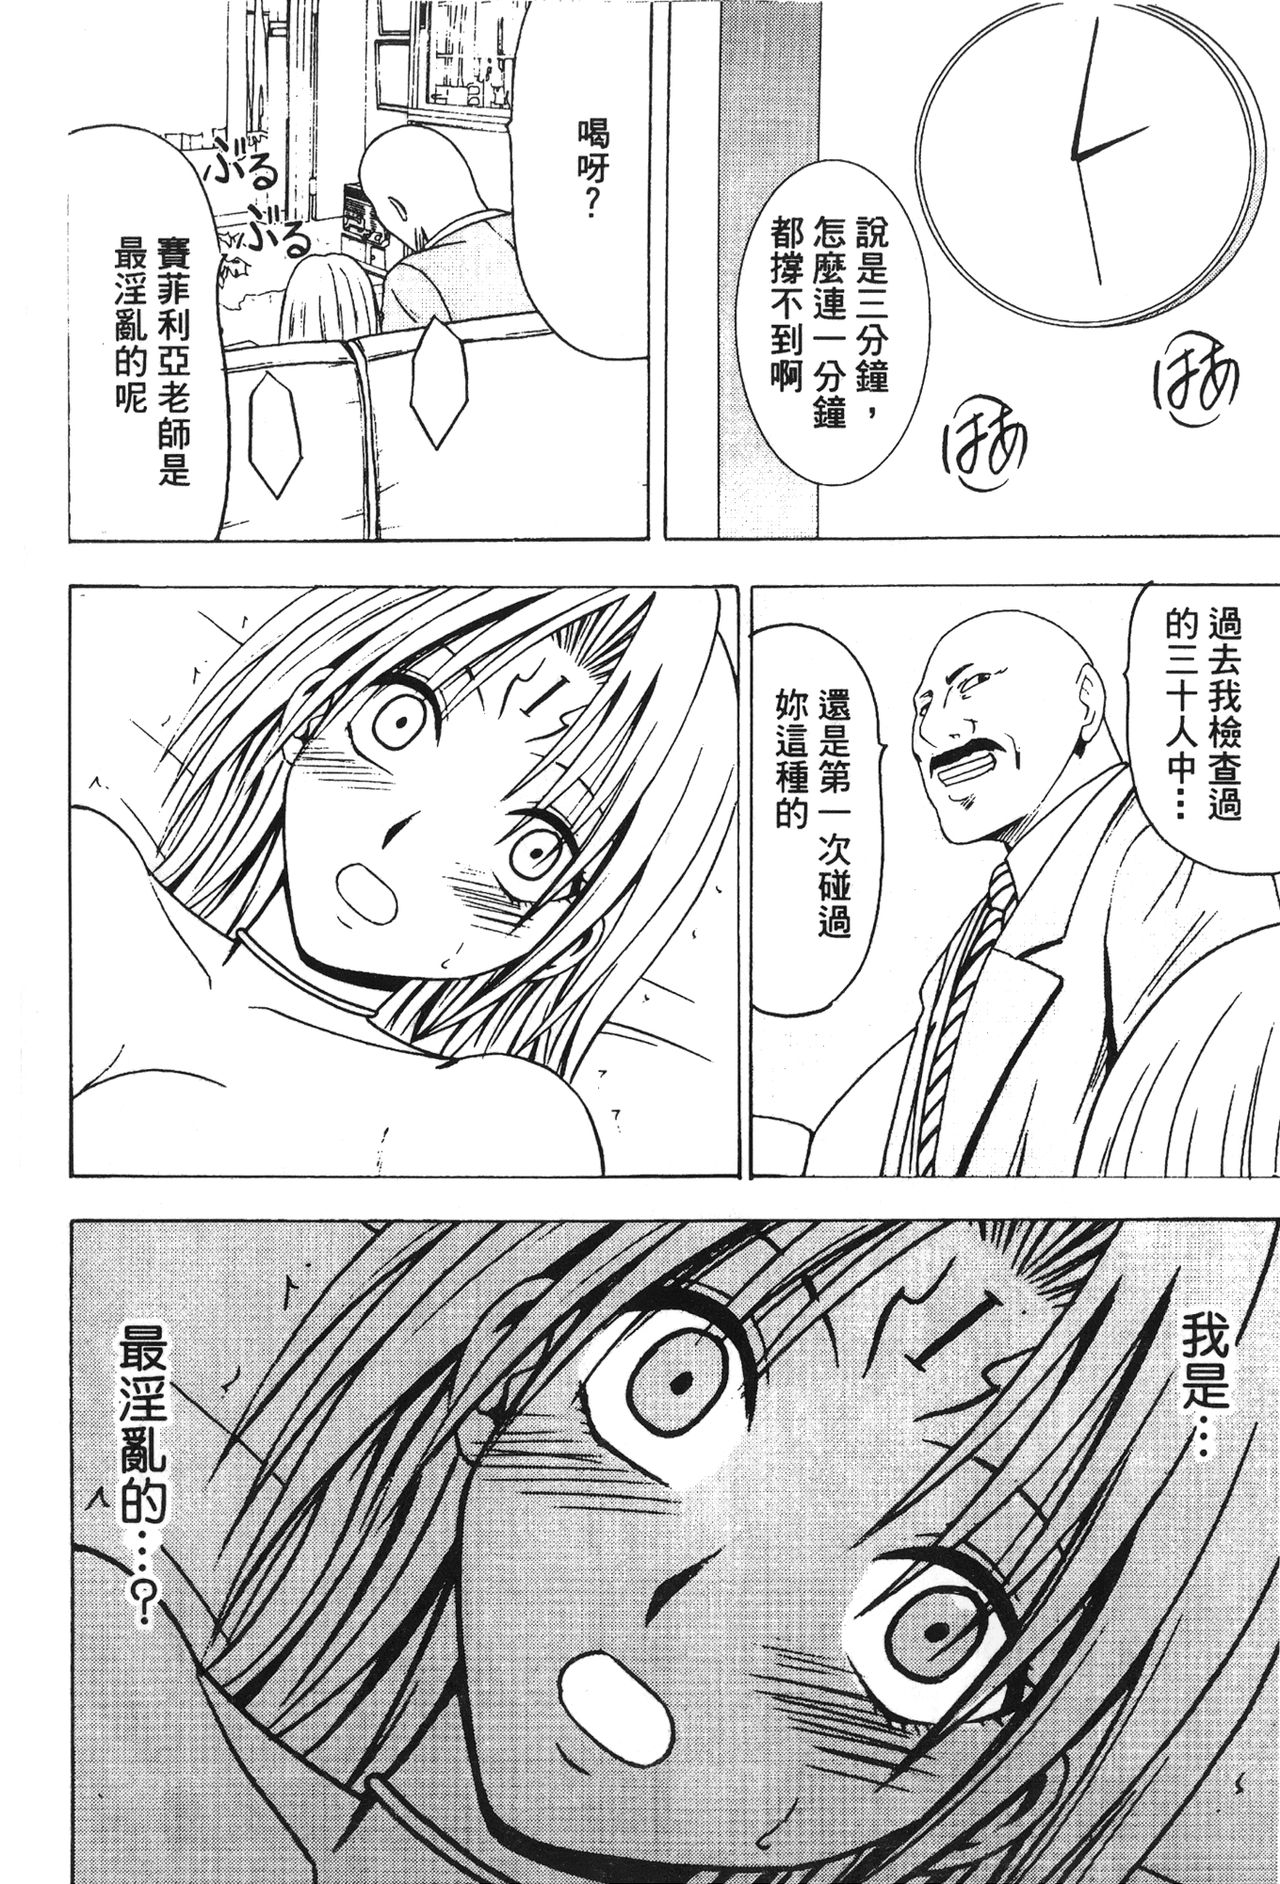 說是三分鐘，
怎麼連一分鐘
都撐不到啊
はあ
はあ
喝呀？
ぶる
ぶる
賽菲利亞老師是
最淫亂的呢
過去我檢查過
的三十人中…
還是第一次碰過
妳這種的
我是…
最淫亂的…？